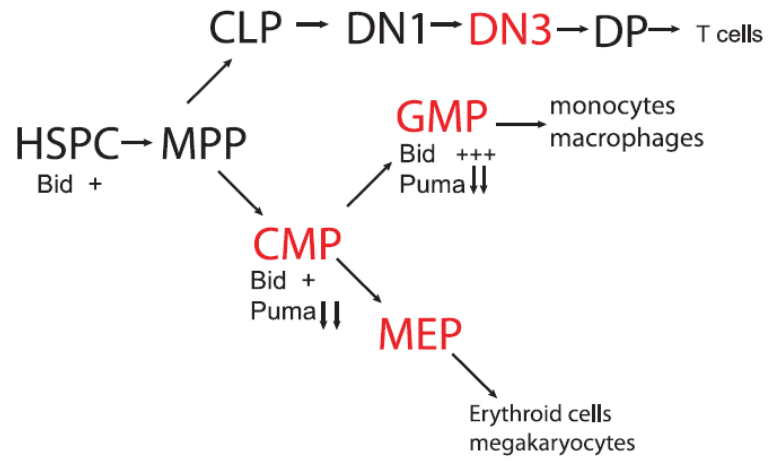 CLP → DN1 → DN3 → DP → T cells
HSPC → MPP
Bid +
GMP
Bid +++
Puma ↓↓
monocytes
macrophages
CMP
Bid +
Puma ↓↓
MEP
Erythroid cells
megakaryocytes